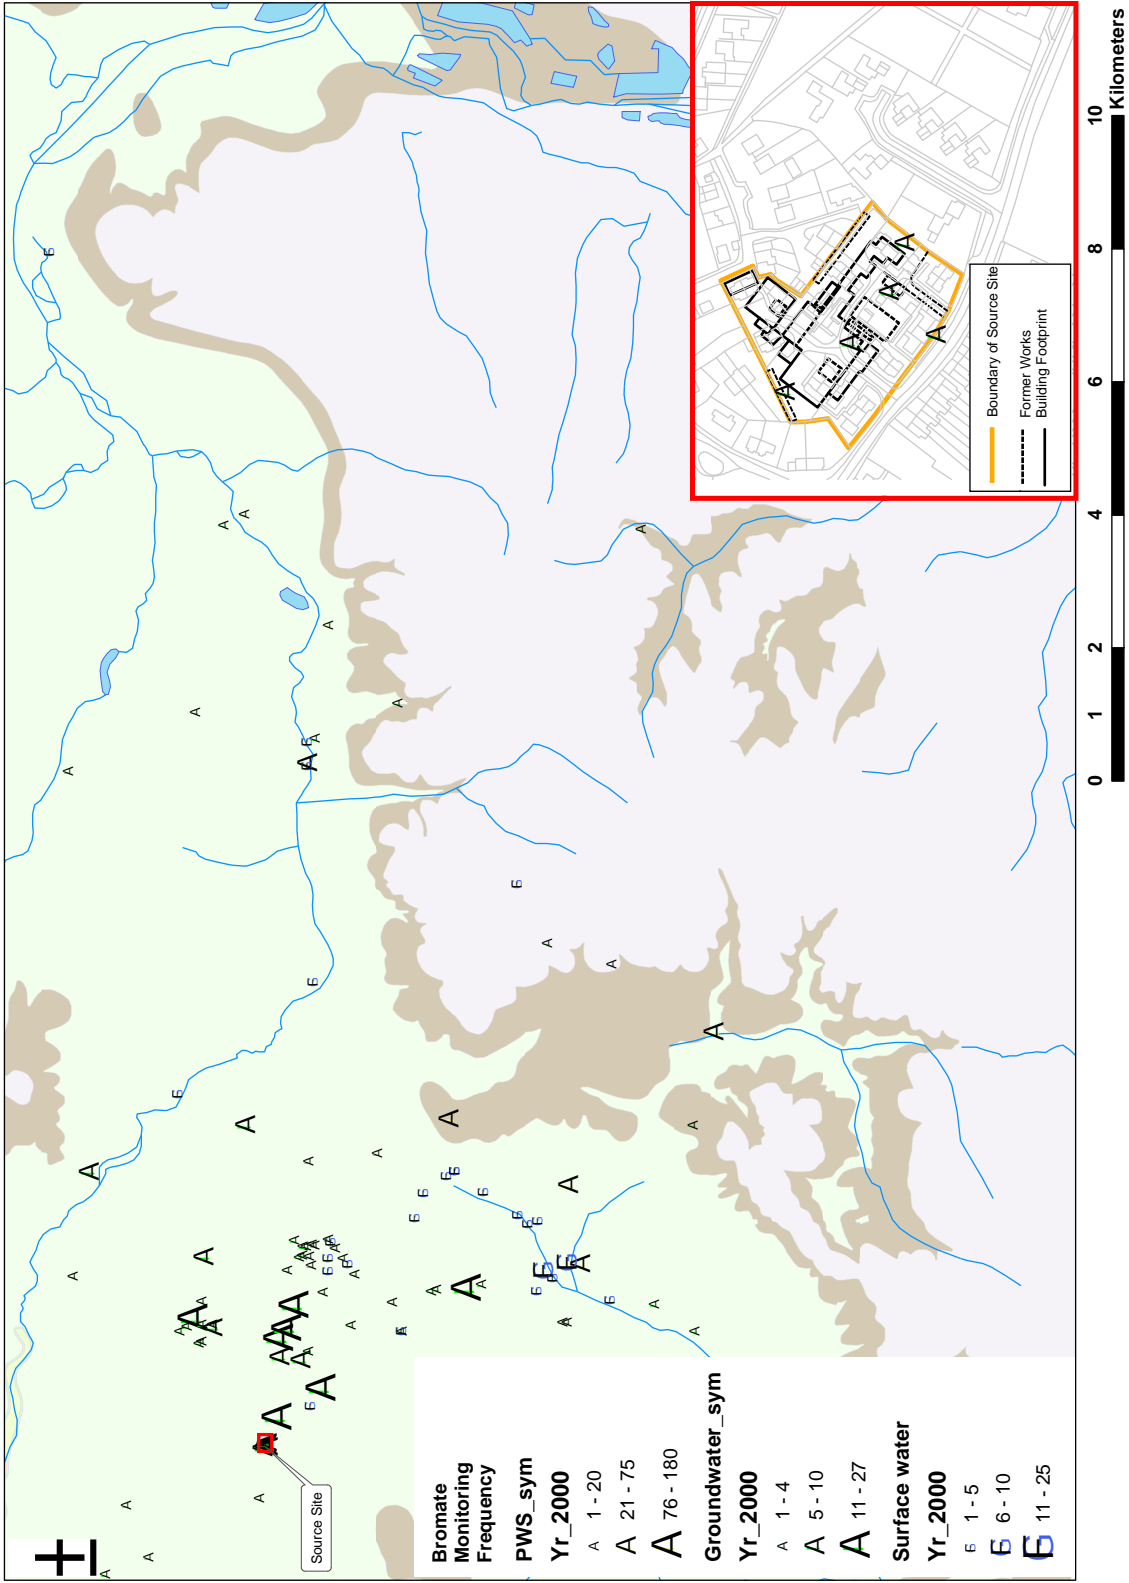 Source Site
Bromate
Monitoring
Frequency
PWS_sym
Yr_2000
A 1 - 20
A 21 - 75
A 76 - 180
Groundwater_sym
Yr_2000
A 1 - 4
A 5 - 10
A 11 - 27
Surface water
Yr_2000
G 1 - 5
G 6 - 10
G 11 - 25
Boundary of Source Site
Former Works
Building Footprint
0 1 2 4 6 8 10
Kilometers